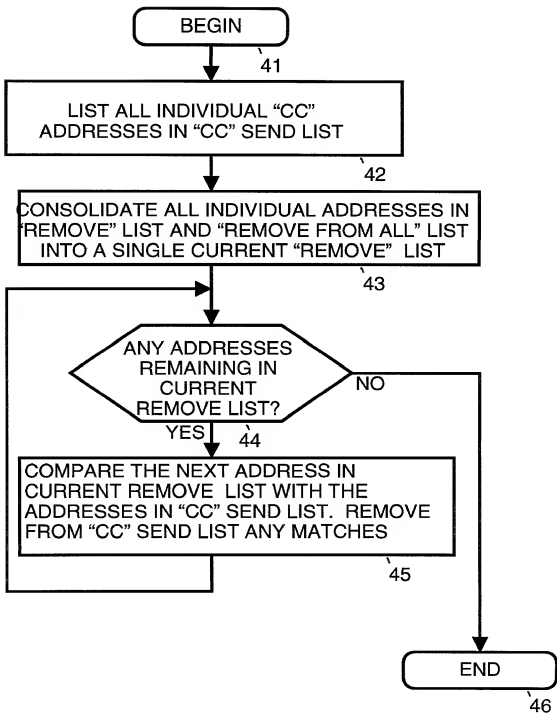 BEGIN
41
LIST ALL INDIVIDUAL “CC”
ADDRESSES IN “CC” SEND LIST
42
CONSOLIDATE ALL INDIVIDUAL ADDRESSES IN
“REMOVE” LIST AND “REMOVE FROM ALL” LIST
INTO A SINGLE CURRENT “REMOVE” LIST
43
ANY ADDRESSES
REMAINING IN
CURRENT
REMOVE LIST?
NO
YES
44
COMPARE THE NEXT ADDRESS IN
CURRENT REMOVE LIST WITH THE
ADDRESSES IN “CC” SEND LIST. REMOVE
FROM “CC” SEND LIST ANY MATCHES
45
END
46